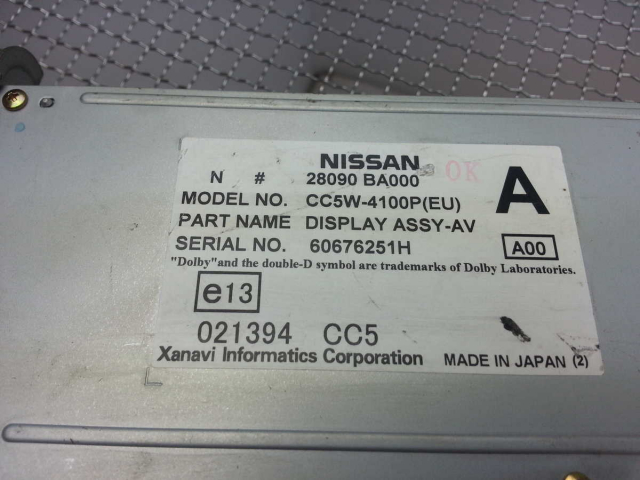 NISSAN OK
N # 28090 BA000 A
MODEL NO. CC5W-4100P(EU)
PART NAME DISPLAY ASSY-AV
SERIAL NO. 60676251H A00
"Dolby"and the double-D symbol are trademarks of Dolby Laboratories.
e13
021394 CC5
Xanavi Informatics Corporation MADE IN JAPAN (2)